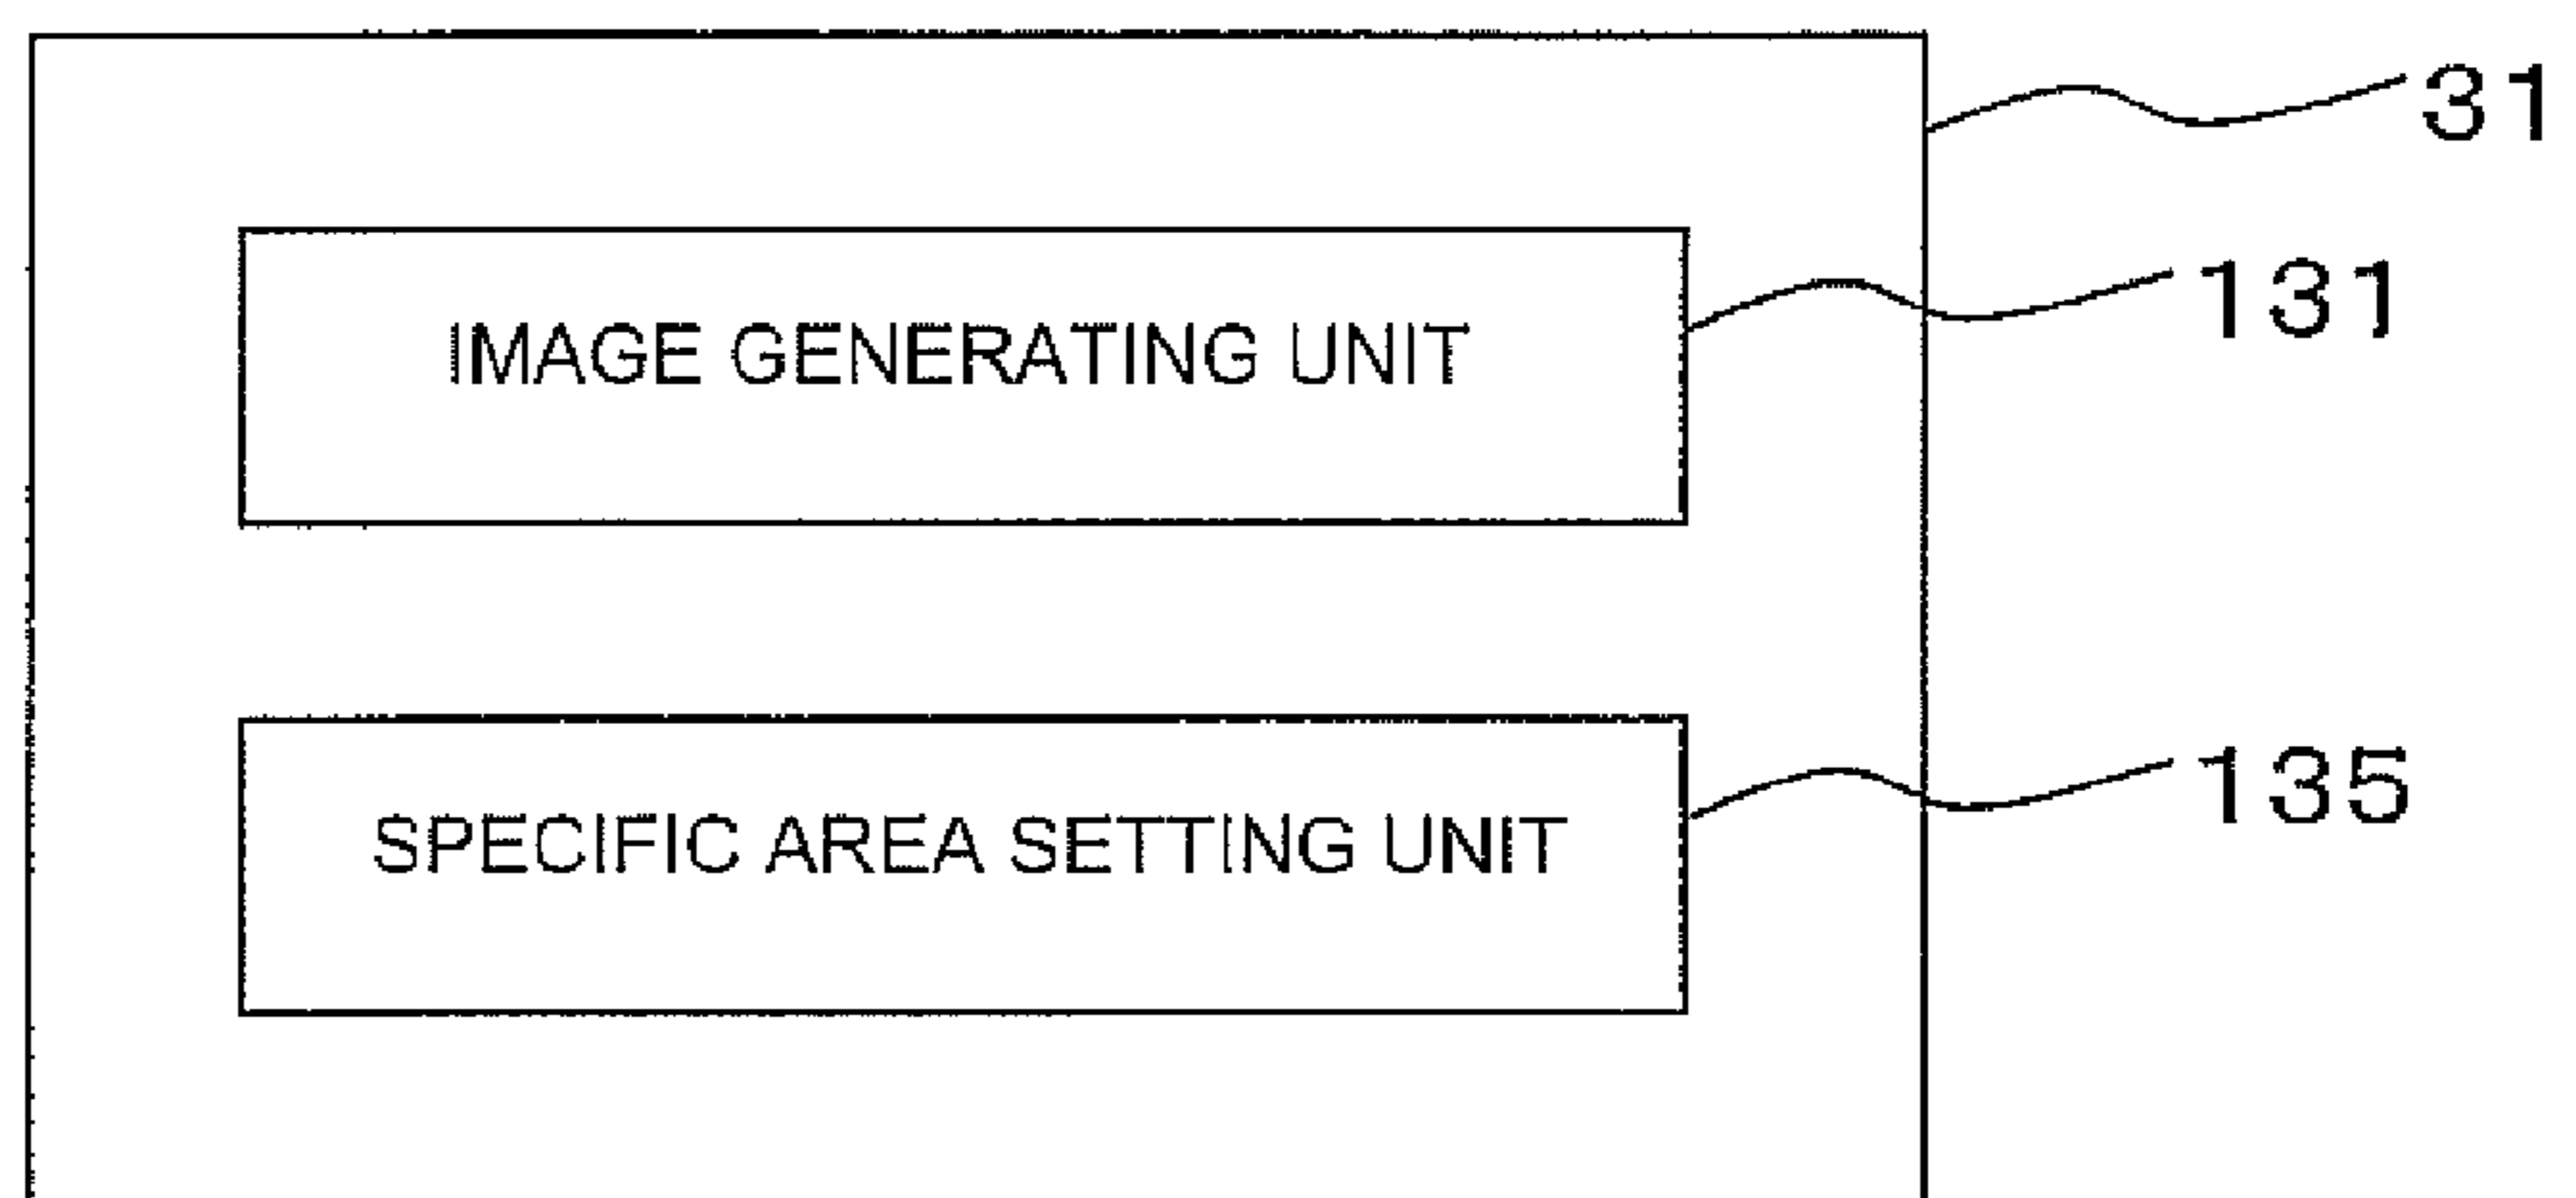 31
131
IMAGE GENERATING UNIT
135
SPECIFIC AREA SETTING UNIT